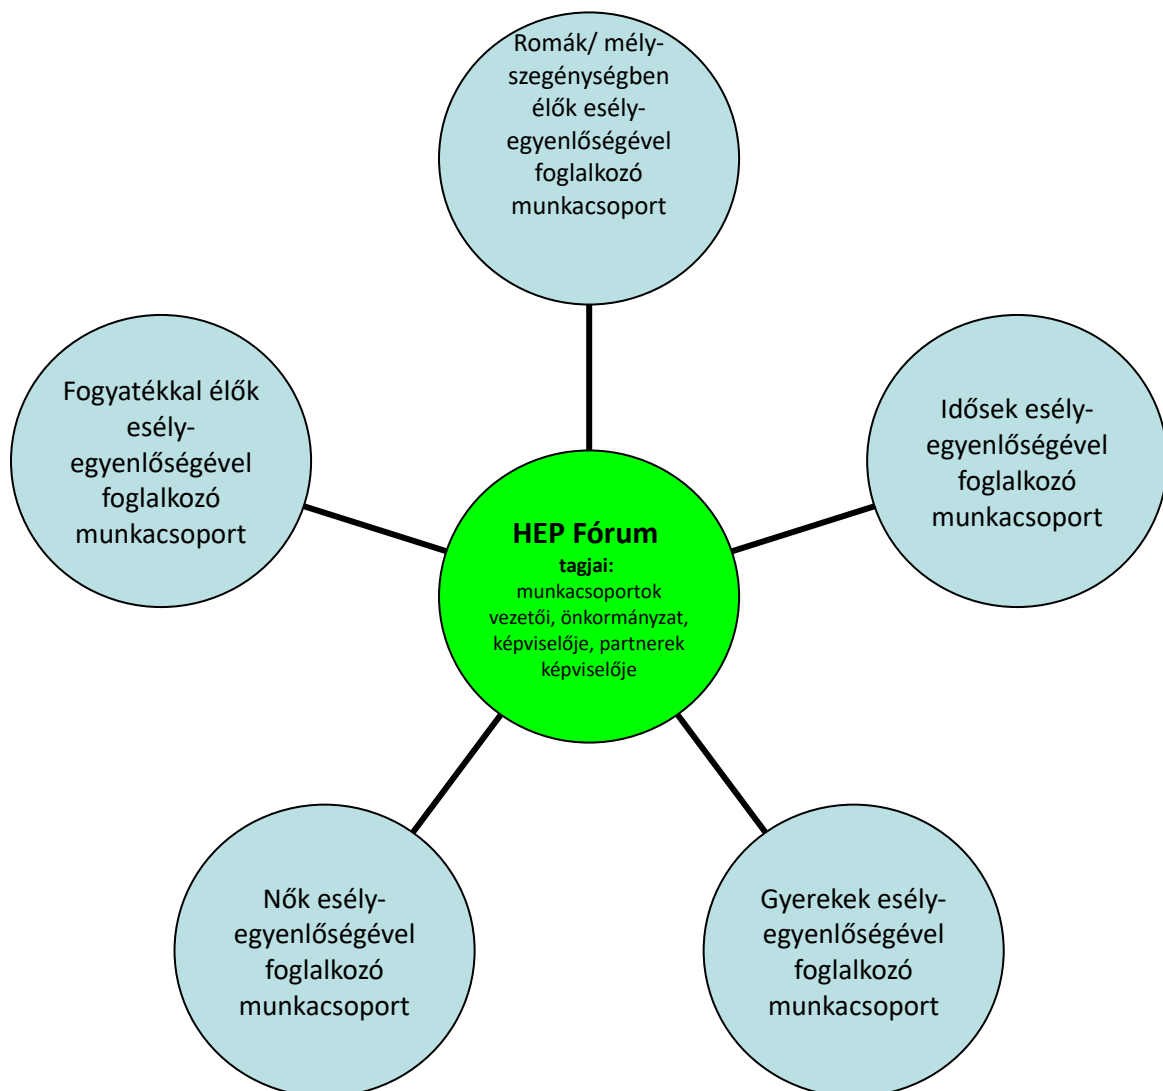 Romák/ mély-
szegénységben
élők esély-
egyenlőségével
foglalkozó
munkacsoport
Fogyatékkal élők
esély-
egyenlőségével
foglalkozó
munkacsoport
Idősek esély-
egyenlőségével
foglalkozó
munkacsoport
HEP Fórum
tagjai:
munkacsoportok
vezetői, önkormányzat,
képviselője, partnerek
képviselője
Nők esély-
egyenlőségével
foglalkozó
munkacsoport
Gyerekek esély-
egyenlőségével
foglalkozó
munkacsoport